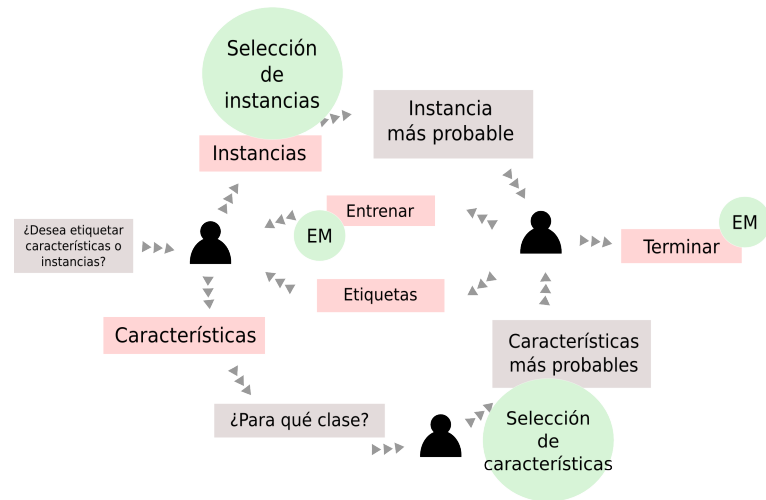 Selección
de
instancias
Instancia
más probable
Instancias
Entrenar
EM
¿Desea etiquetar
características o
instancias?
EM
Terminar
Etiquetas
Características
Características
más probables
¿Para qué clase?
Selección
de
características